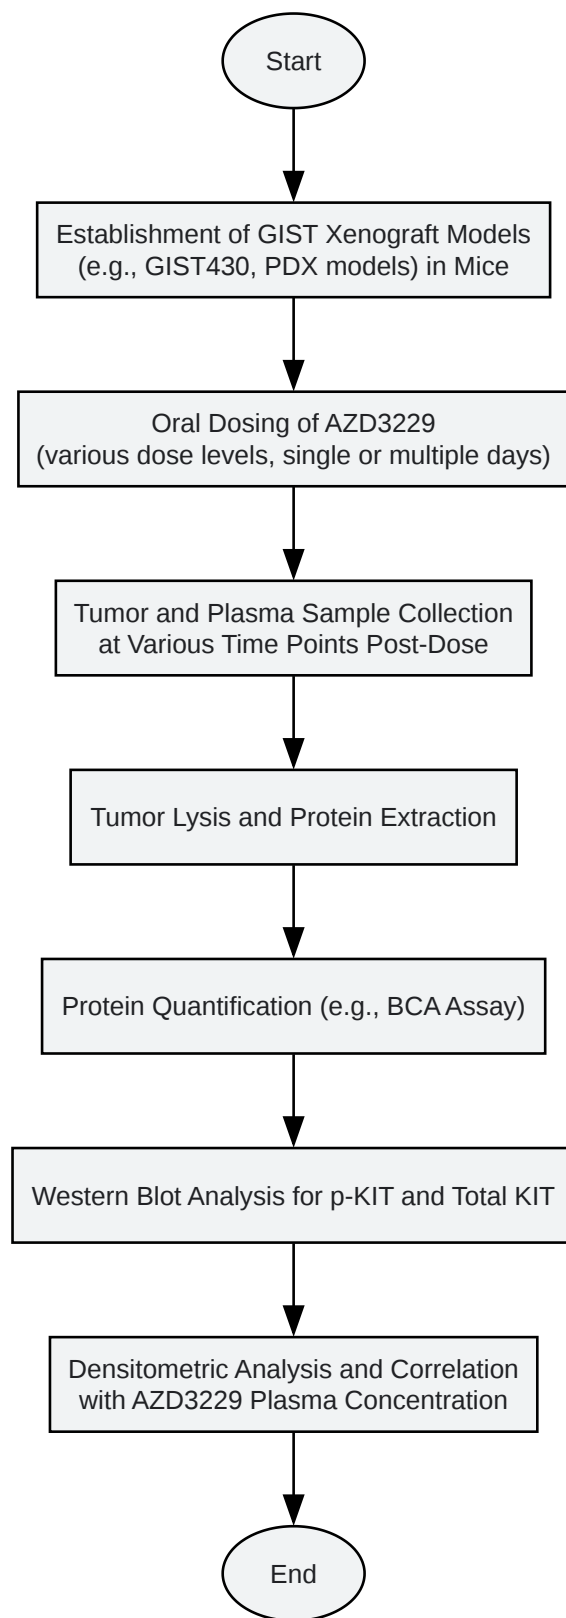 Start
Establishment of GIST Xenograft Models
(e.g., GIST430, PDX models) in Mice
Oral Dosing of AZD3229
(various dose levels, single or multiple days)
Tumor and Plasma Sample Collection
at Various Time Points Post-Dose
Tumor Lysis and Protein Extraction
Protein Quantification (e.g., BCA Assay)
Western Blot Analysis for p-KIT and Total KIT
Densitometric Analysis and Correlation
with AZD3229 Plasma Concentration
End